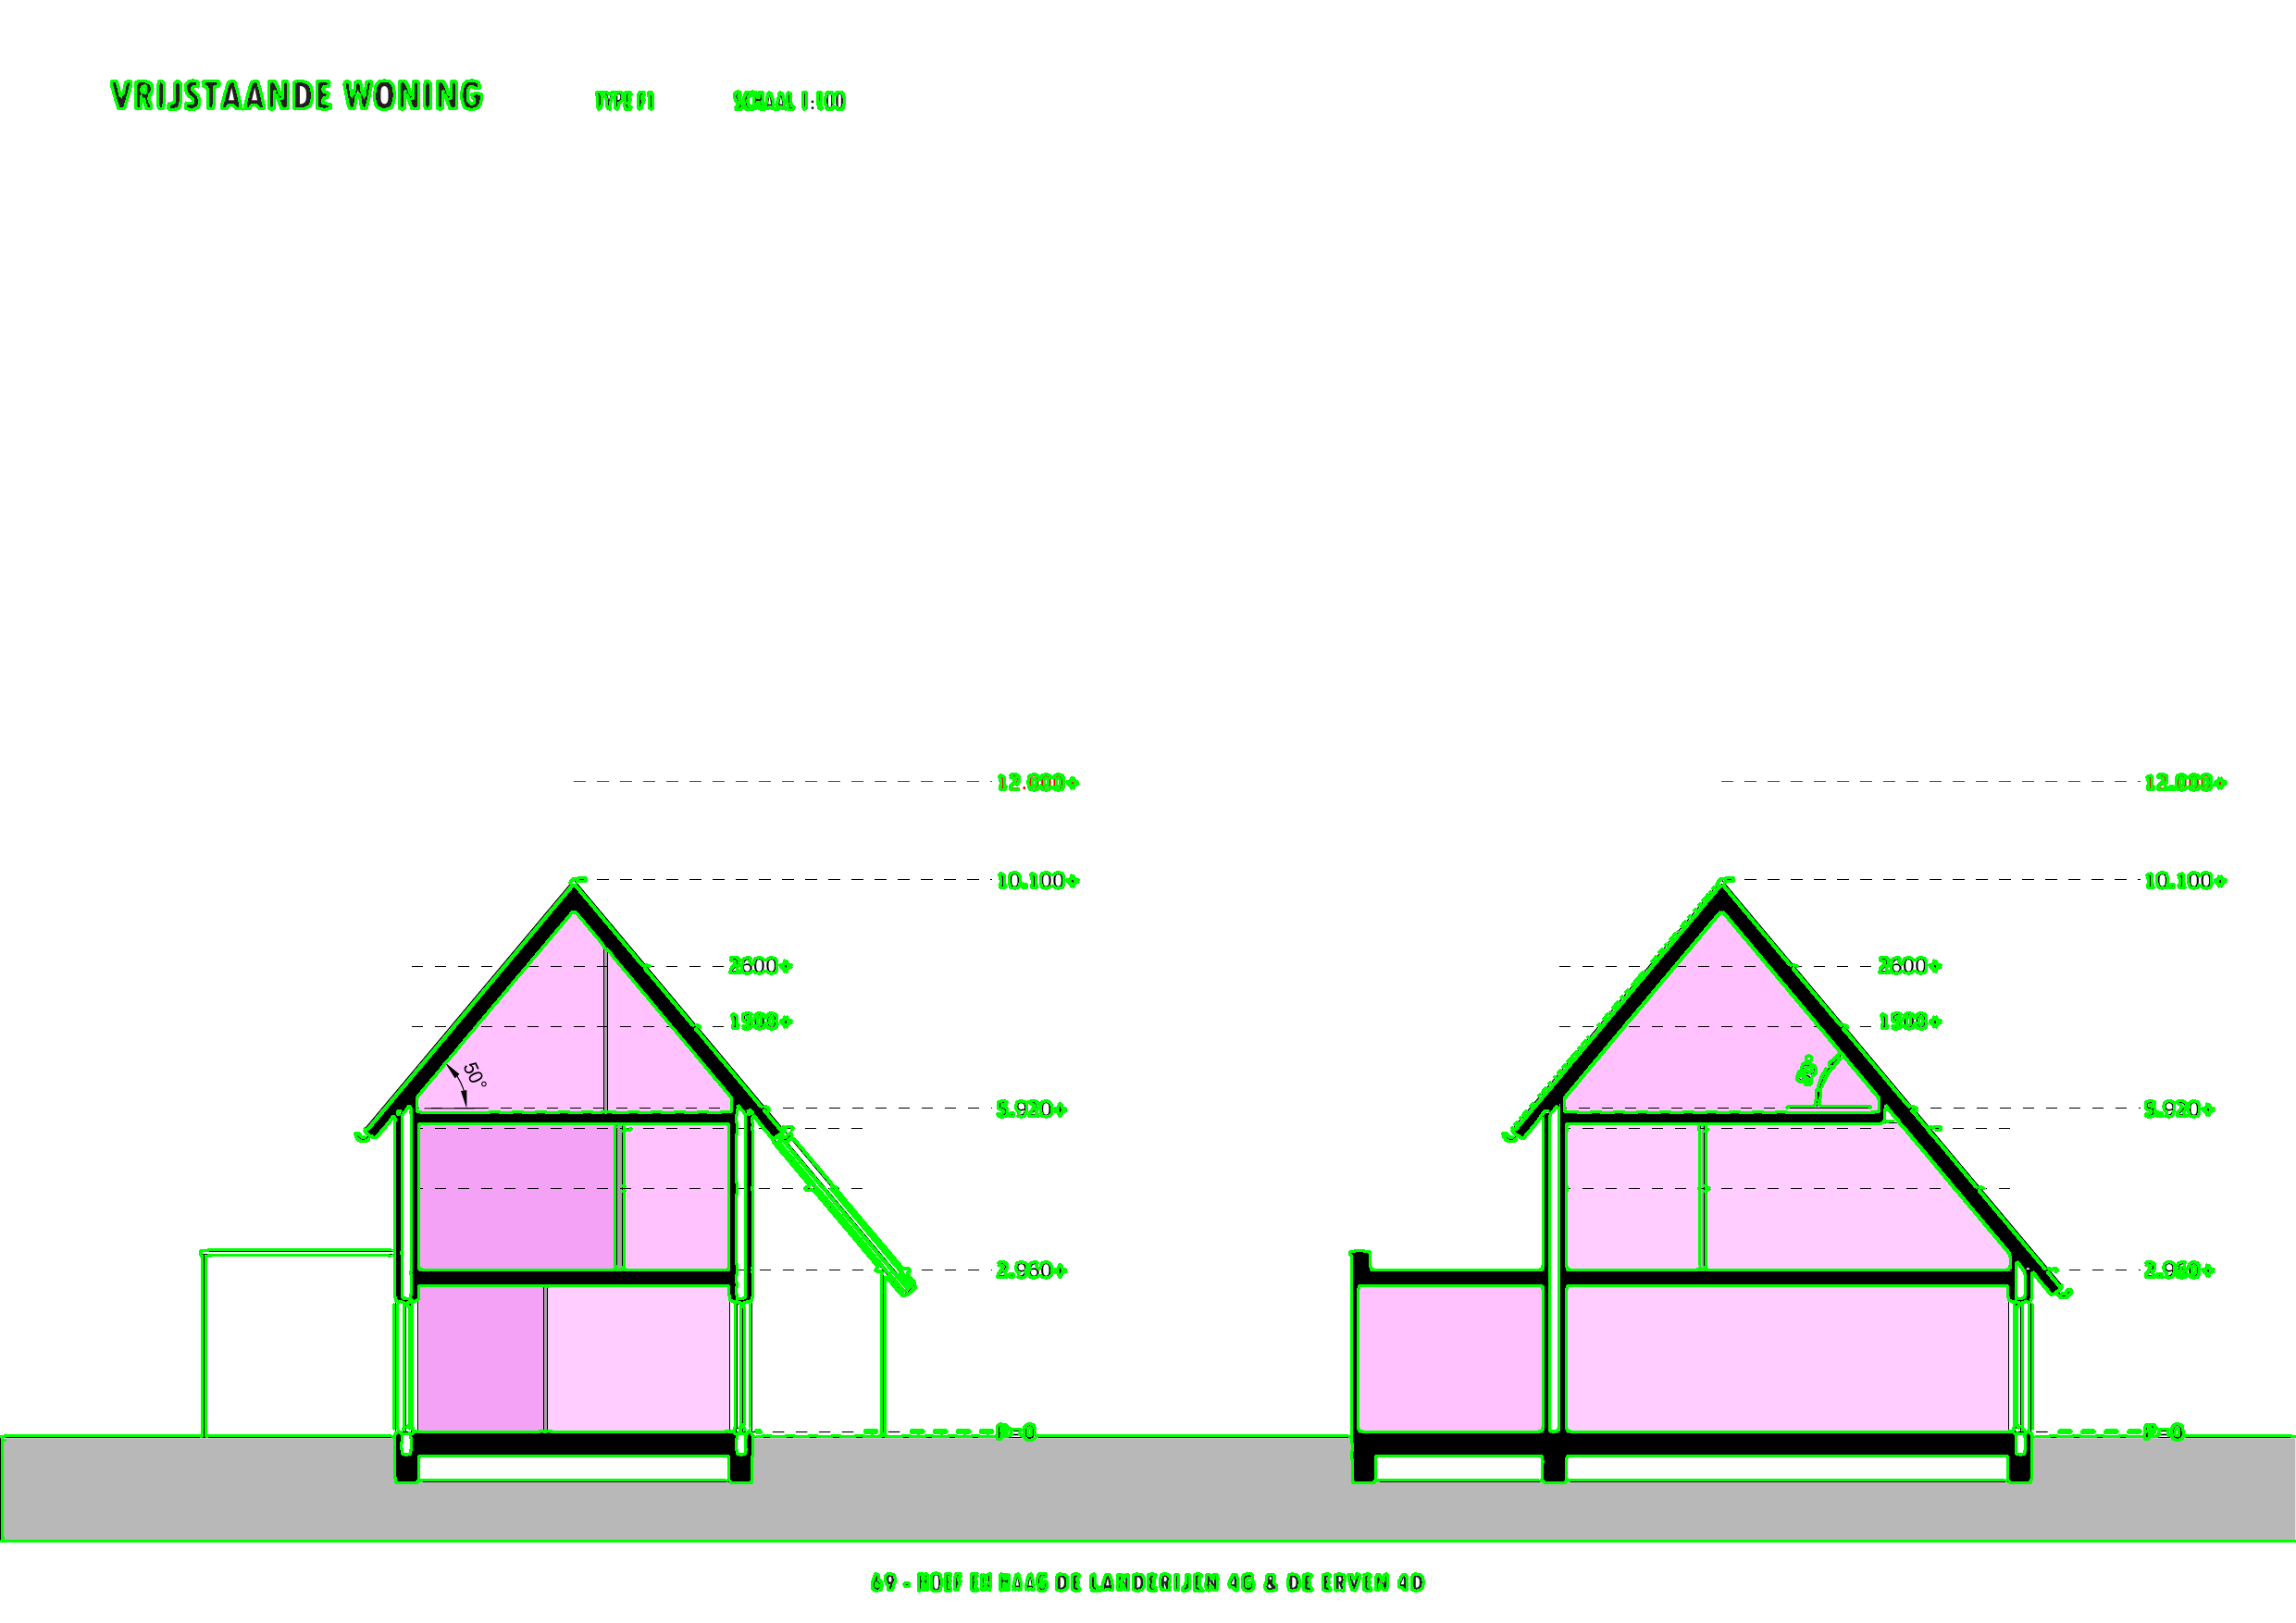 VRIJSTAANDE WONING TYPE F1 SCHAAL 1:100
12.000+ 12.000+
10.100+ 10.100+
2600+ 2600+
1500+ 1500+
50° 50°
5.920+ 5.920+
2.960+ 2.960+
P=0 P=0
69 - HOEF EN HAAG DE LANDERIJEN 4G & DE ERVEN 4D